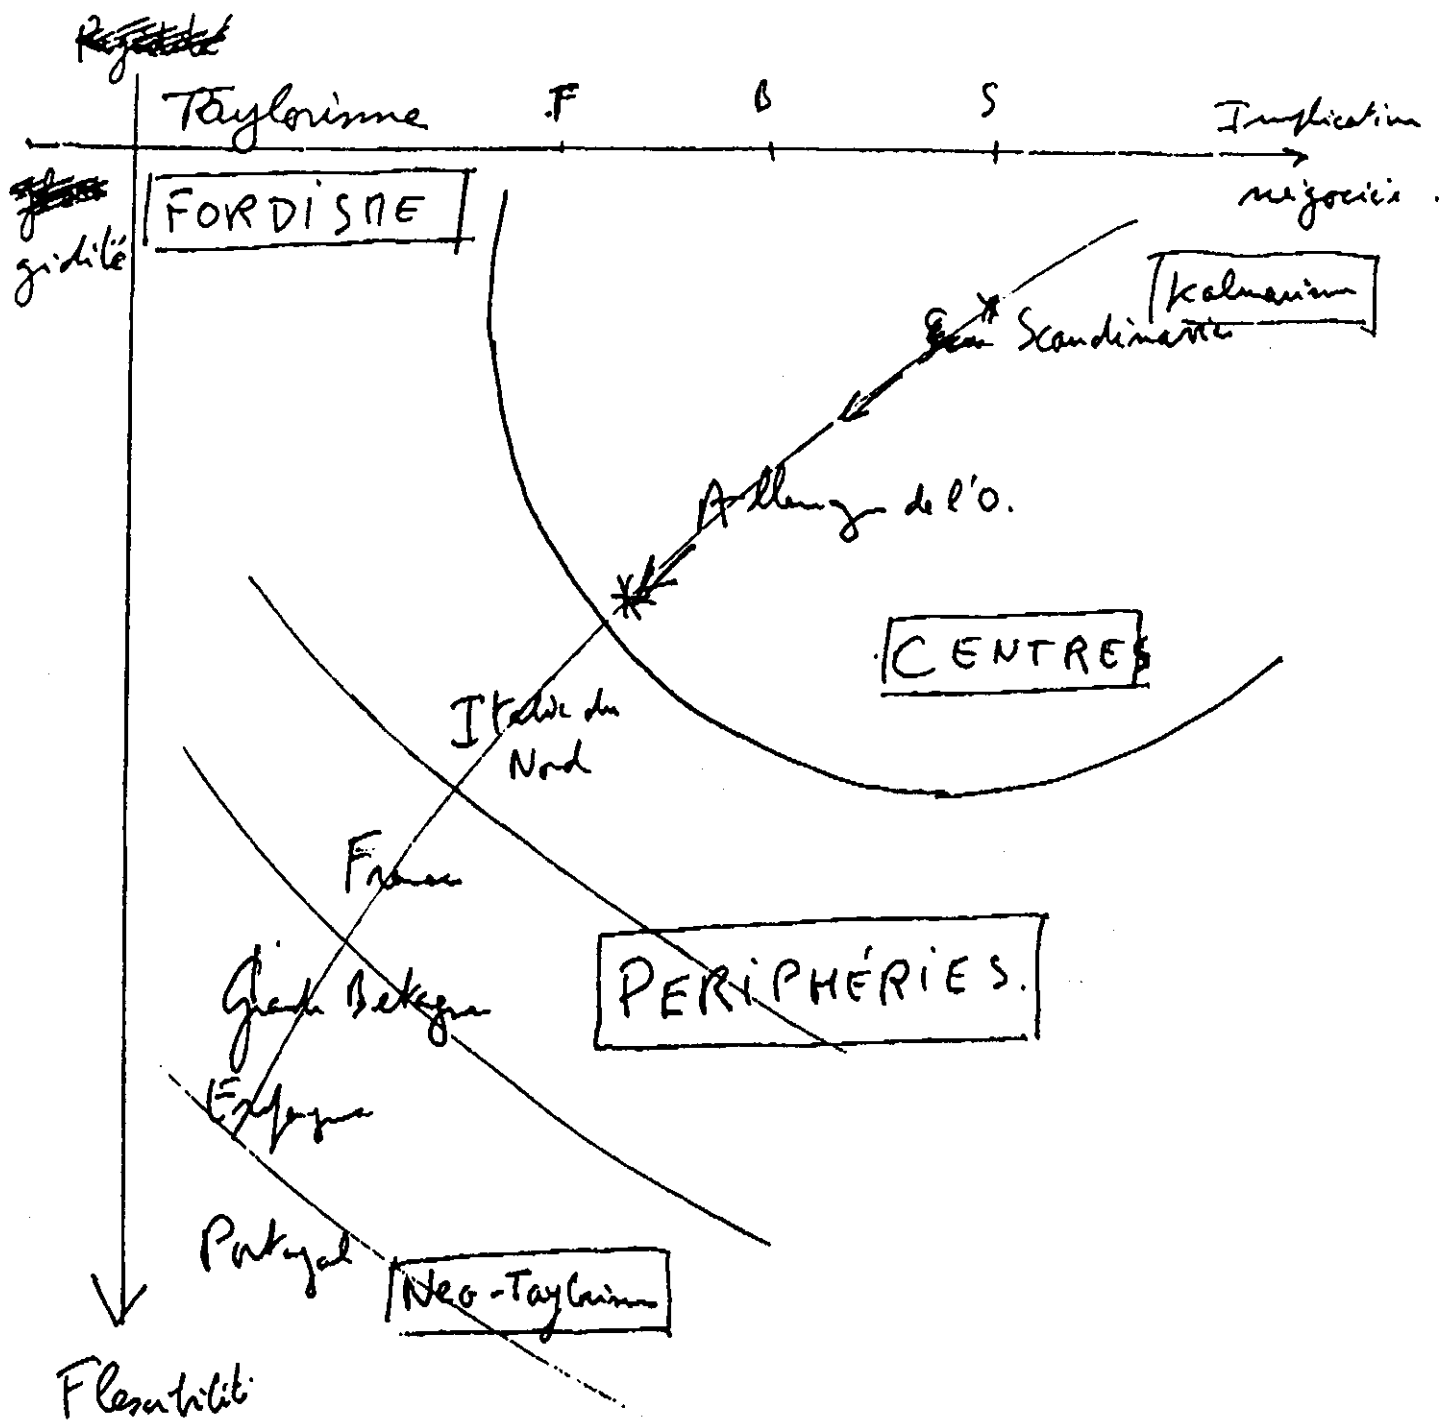 Taylorisme
F
B
S
Implication
négociée.
gidité
FORDiSME
Kalmarisme
Scandinavie
Allemagne de l'O.
CENTRES
Italie du
Nord
France
Grande Bretagne
PERiPHÉRiES.
Espagne
Portugal
Neo-Taylorisme
Flexibilité